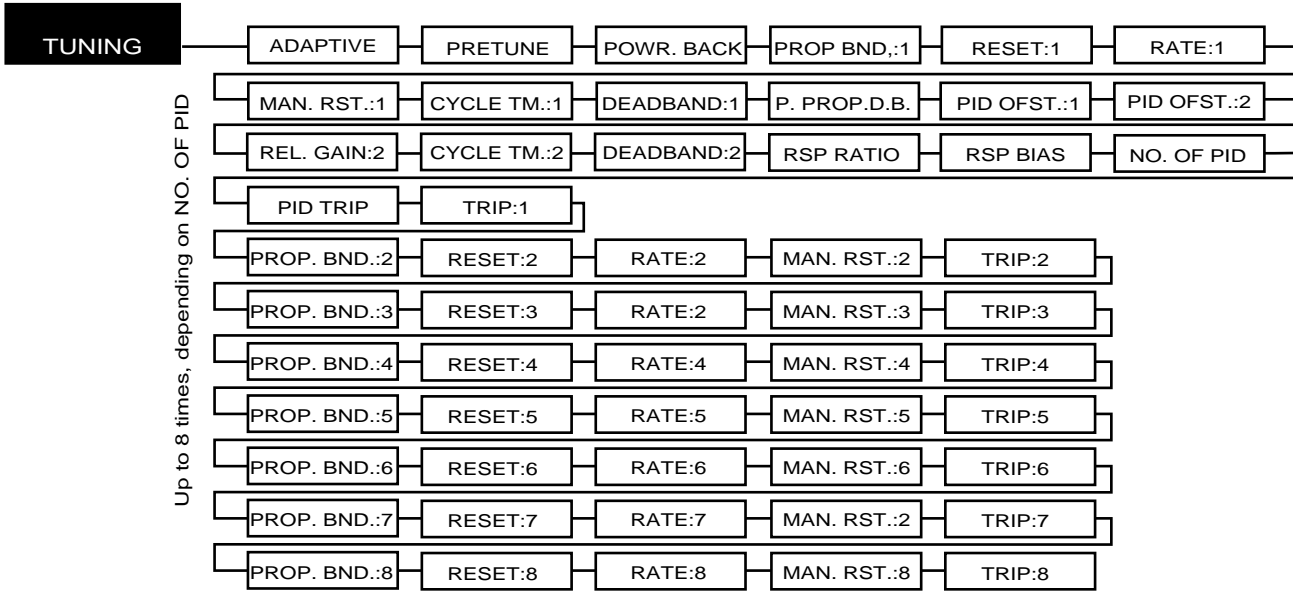 TUNING ADAPTIVE PRETUNE POWR. BACK PROP BND,:1 RESET:1 RATE:1
MAN. RST.:1 CYCLE TM.:1 DEADBAND:1 P. PROP.D.B. PID OFST.:1 PID OFST.:2
REL. GAIN:2 CYCLE TM.:2 DEADBAND:2 RSP RATIO RSP BIAS NO. OF PID
PID TRIP TRIP:1
PROP. BND.:2 RESET:2 RATE:2 MAN. RST.:2 TRIP:2
PROP. BND.:3 RESET:3 RATE:2 MAN. RST.:3 TRIP:3
PROP. BND.:4 RESET:4 RATE:4 MAN. RST.:4 TRIP:4
PROP. BND.:5 RESET:5 RATE:5 MAN. RST.:5 TRIP:5
PROP. BND.:6 RESET:6 RATE:6 MAN. RST.:6 TRIP:6
PROP. BND.:7 RESET:7 RATE:7 MAN. RST.:2 TRIP:7
PROP. BND.:8 RESET:8 RATE:8 MAN. RST.:8 TRIP:8
Up to 8 times, depending on NO. OF PID